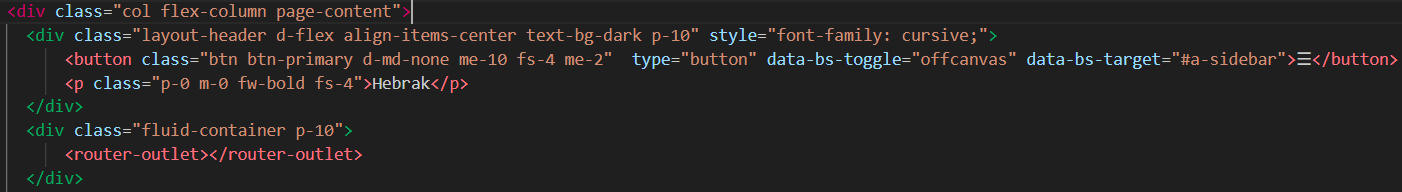 <div class="col flex-column page-content">
<div class="layout-header d-flex align-items-center text-bg-dark p-10" style="font-family: cursive;">
<button class="btn btn-primary d-md-none me-10 fs-4 me-2"  type="button" data-bs-toggle="offcanvas" data-bs-target="#a-sidebar">☰</button>
<p class="p-0 m-0 fw-bold fs-4">Hebrak</p>
</div>
<div class="fluid-container p-10">
<router-outlet></router-outlet>
</div>